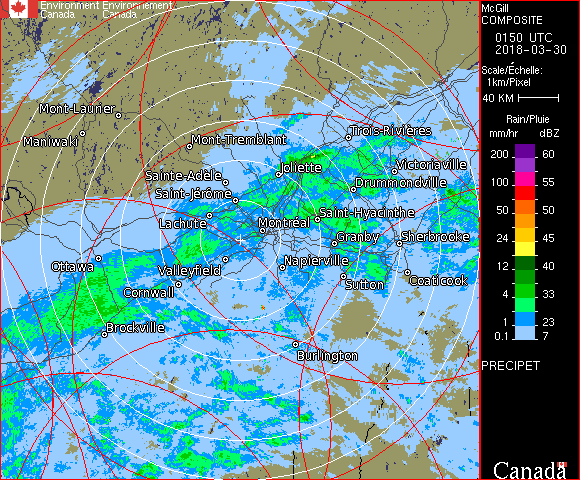 Environment Environnement
Canada Canada
McGill
COMPOSITE
0150 UTC
2018-03-30
Scale/Échelle:
1km/Pixel
40 KM
Rain/Pluie
mm/hr dBZ
200 60
100 55
50 50
24 45
12 40
4 33
1 23
0.1 7
PRECIPET
Canada
Mont-Laurier
Maniwaki
Mont-Tremblant
Trois-Rivières
Sainte-Adèle
Joliette
Victoriaville
Saint-Jérôme
Drummondville
Lachute
Montréal
Saint-Hyacinthe
Granby
Sherbrooke
Ottawa
Valleyfield
Napierville
Cornwall
Sutton
Coaticook
Brockville
Burlington